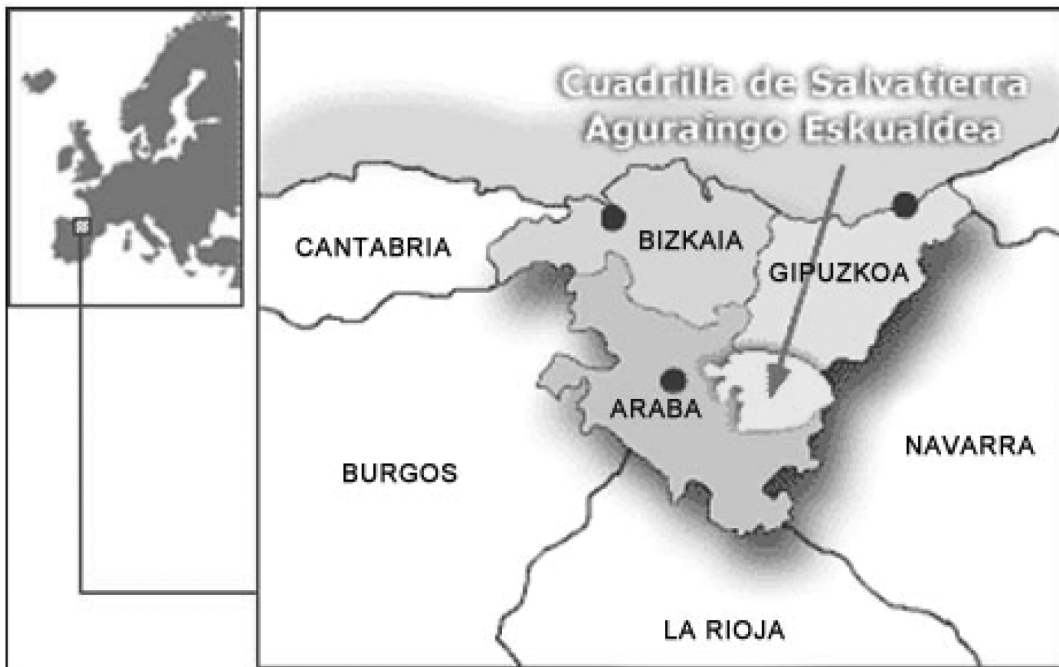 Cuadrilla de Salvatierra
Aguraingo Eskualdea
CANTABRIA
BIZKAIA
GIPUZKOA
ARABA
NAVARRA
BURGOS
LA RIOJA